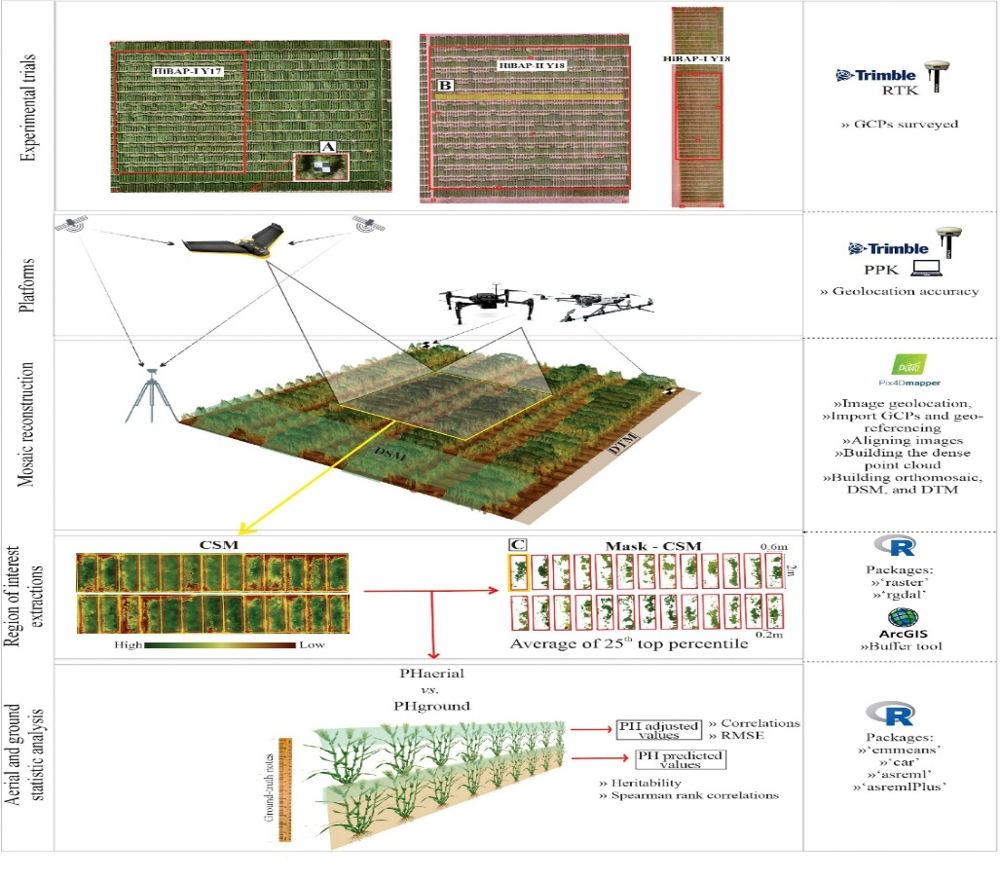 Experimental trials
HiBAP-I Y17
A
HiBAP-II Y18
B
HiBAP-I Y18
Trimble
RTK
» GCPs surveyed
Platforms
Trimble
PPK
» Geolocation accuracy
Mosaic reconstruction
DSM
DTM
Pix4D
Pix4Dmapper
»Image geolocation,
»Import GCPs and geo-
referencing
»Aligning images
»Building the dense
point cloud
»Building orthomosaic,
DSM, and DTM
Region of interest
extractions
CSM
High
Low
C
Mask - CSM
0.6m
2m
0.2m
Average of 25th top percentile
R
Packages:
»'raster'
»'rgdal'
ArcGIS
»Buffer tool
Aerial and ground
statistic analysis
PHaerial
vs.
PHground
Ground-truth notes
PH adjusted
values
» Correlations
» RMSE
PH predicted
values
» Heritability
» Spearman rank correlations
R
Packages:
»'emmeans'
»'car'
»'asreml'
»'asremlPlus'